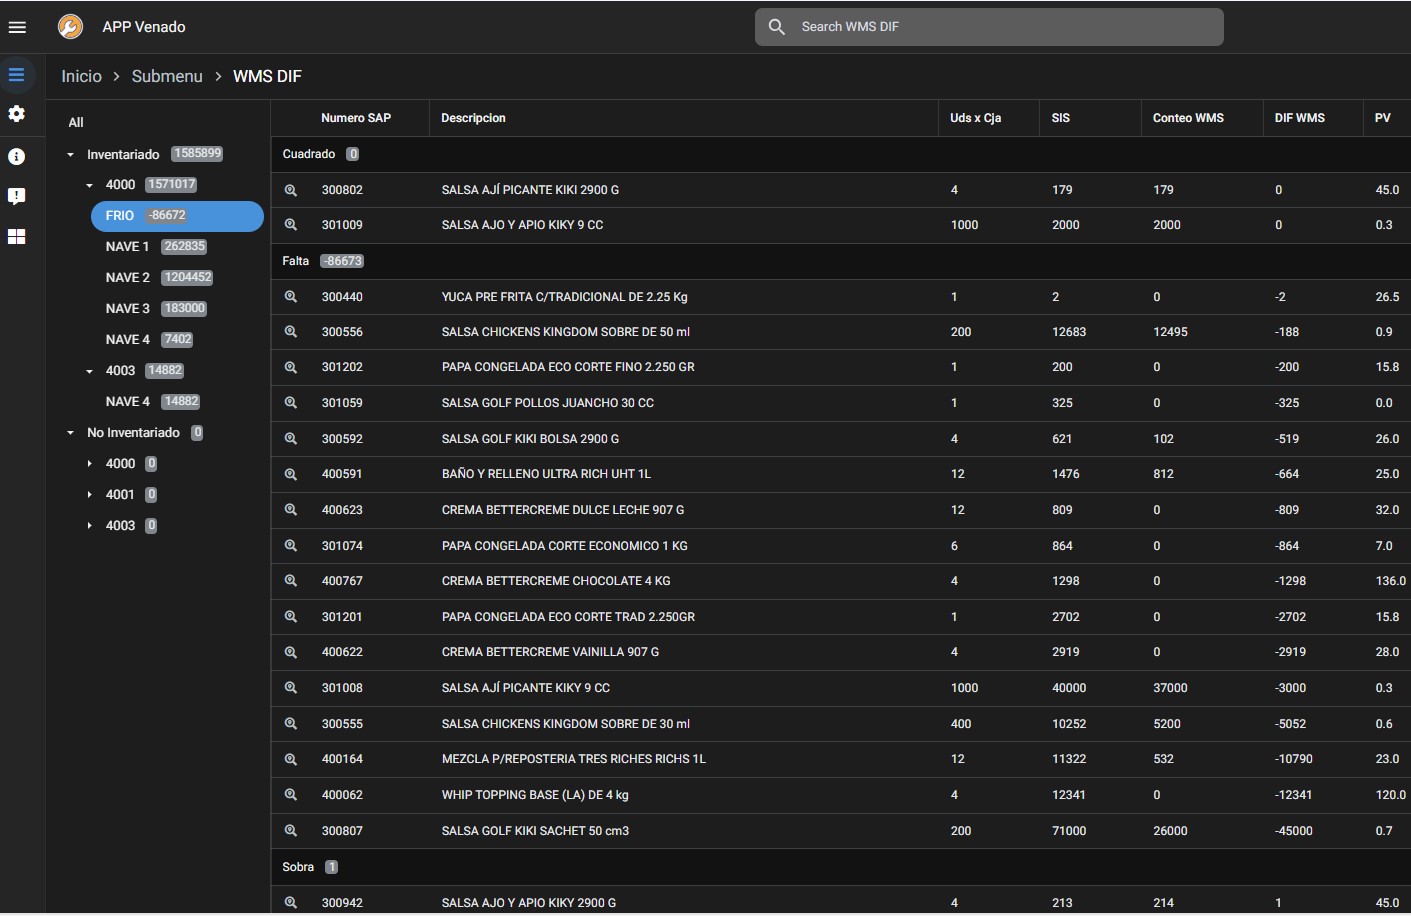 APP Venado
Search WMS DIF
Inicio > Submenu > WMS DIF
All
Inventariado 1585899
4000 1571017
FRIO -86672
NAVE 1 262835
NAVE 2 1204452
NAVE 3 183000
NAVE 4 7402
4003 14882
NAVE 4 14882
No Inventariado 0
4000 0
4001 0
4003 0
Numero SAP Descripcion Uds x Cja SIS Conteo WMS DIF WMS PV
Cuadrado 0
300802 SALSA AJÍ PICANTE KIKI 2900 G 4 179 179 0 45.0
301009 SALSA AJO Y APIO KIKY 9 CC 1000 2000 2000 0 0.3
Falta -86673
300440 YUCA PRE FRITA C/TRADICIONAL DE 2.25 Kg 1 2 0 -2 26.5
300556 SALSA CHICKENS KINGDOM SOBRE DE 50 ml 200 12683 12495 -188 0.9
301202 PAPA CONGELADA ECO CORTE FINO 2.250 GR 1 200 0 -200 15.8
301059 SALSA GOLF POLLOS JUANCHO 30 CC 1 325 0 -325 0.0
300592 SALSA GOLF KIKI BOLSA 2900 G 4 621 102 -519 26.0
400591 BAÑO Y RELLENO ULTRA RICH UHT 1L 12 1476 812 -664 25.0
400623 CREMA BETTERCREME DULCE LECHE 907 G 12 809 0 -809 32.0
301074 PAPA CONGELADA CORTE ECONOMICO 1 KG 6 864 0 -864 7.0
400767 CREMA BETTERCREME CHOCOLATE 4 KG 4 1298 0 -1298 136.0
301201 PAPA CONGELADA ECO CORTE TRAD 2.250GR 1 2702 0 -2702 15.8
400622 CREMA BETTERCREME VAINILLA 907 G 4 2919 0 -2919 28.0
301008 SALSA AJÍ PICANTE KIKY 9 CC 1000 40000 37000 -3000 0.3
300555 SALSA CHICKENS KINGDOM SOBRE DE 30 ml 400 10252 5200 -5052 0.6
400164 MEZCLA P/REPOSTERIA TRES RICHES RICHS 1L 12 11322 532 -10790 23.0
400062 WHIP TOPPING BASE (LA) DE 4 kg 4 12341 0 -12341 120.0
300807 SALSA GOLF KIKI SACHET 50 cm3 200 71000 26000 -45000 0.7
Sobra 1
300942 SALSA AJO Y APIO KIKY 2900 G 4 213 214 1 45.0